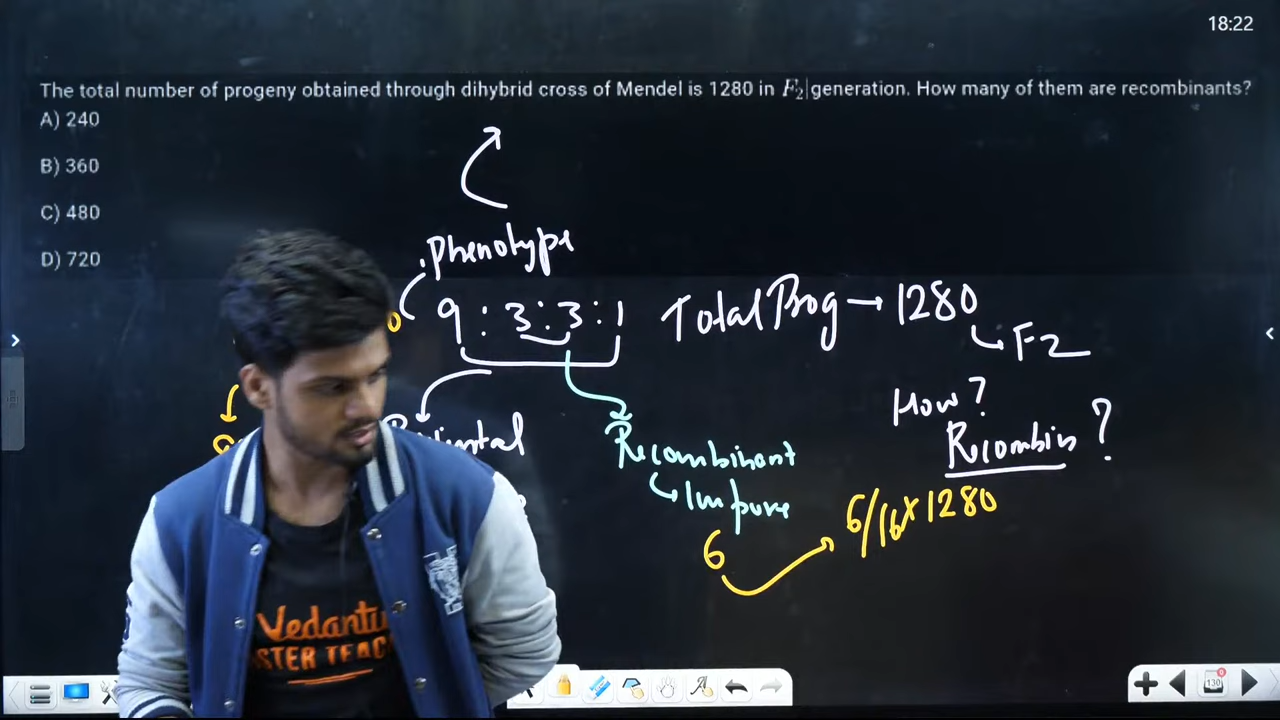 18:22
The total number of progeny obtained through dihybrid cross of Mendel is 1280 in F2| generation. How many of them are recombinants?
A) 240
B) 360
C) 480
D) 720
Phenotype
9 : 3 : 3 : 1 Total Prog → 1280
F2
How?
Recombin ?
Recombinant
Impure
6
6/16 x 1280
Vedantu
STER TEAC
130